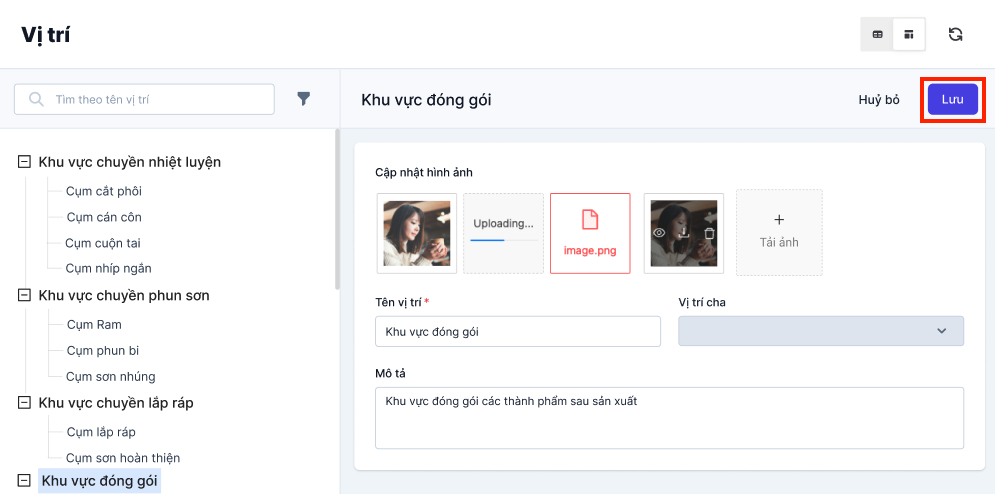 Vị trí
Tìm theo tên vị trí
Khu vực chuyền nhiệt luyện
Cụm cắt phôi
Cụm cán côn
Cụm cuộn tai
Cụm nhíp ngắn
Khu vực chuyền phun sơn
Cụm Ram
Cụm phun bi
Cụm sơn nhúng
Khu vực chuyền lắp ráp
Cụm lắp ráp
Cụm sơn hoàn thiện
Khu vực đóng gói
Khu vực đóng gói
Huỷ bỏ
Lưu
Cập nhật hình ảnh
Uploading...
image.png
Tải ảnh
Tên vị trí *
Vị trí cha
Khu vực đóng gói
Mô tả
Khu vực đóng gói các thành phẩm sau sản xuất